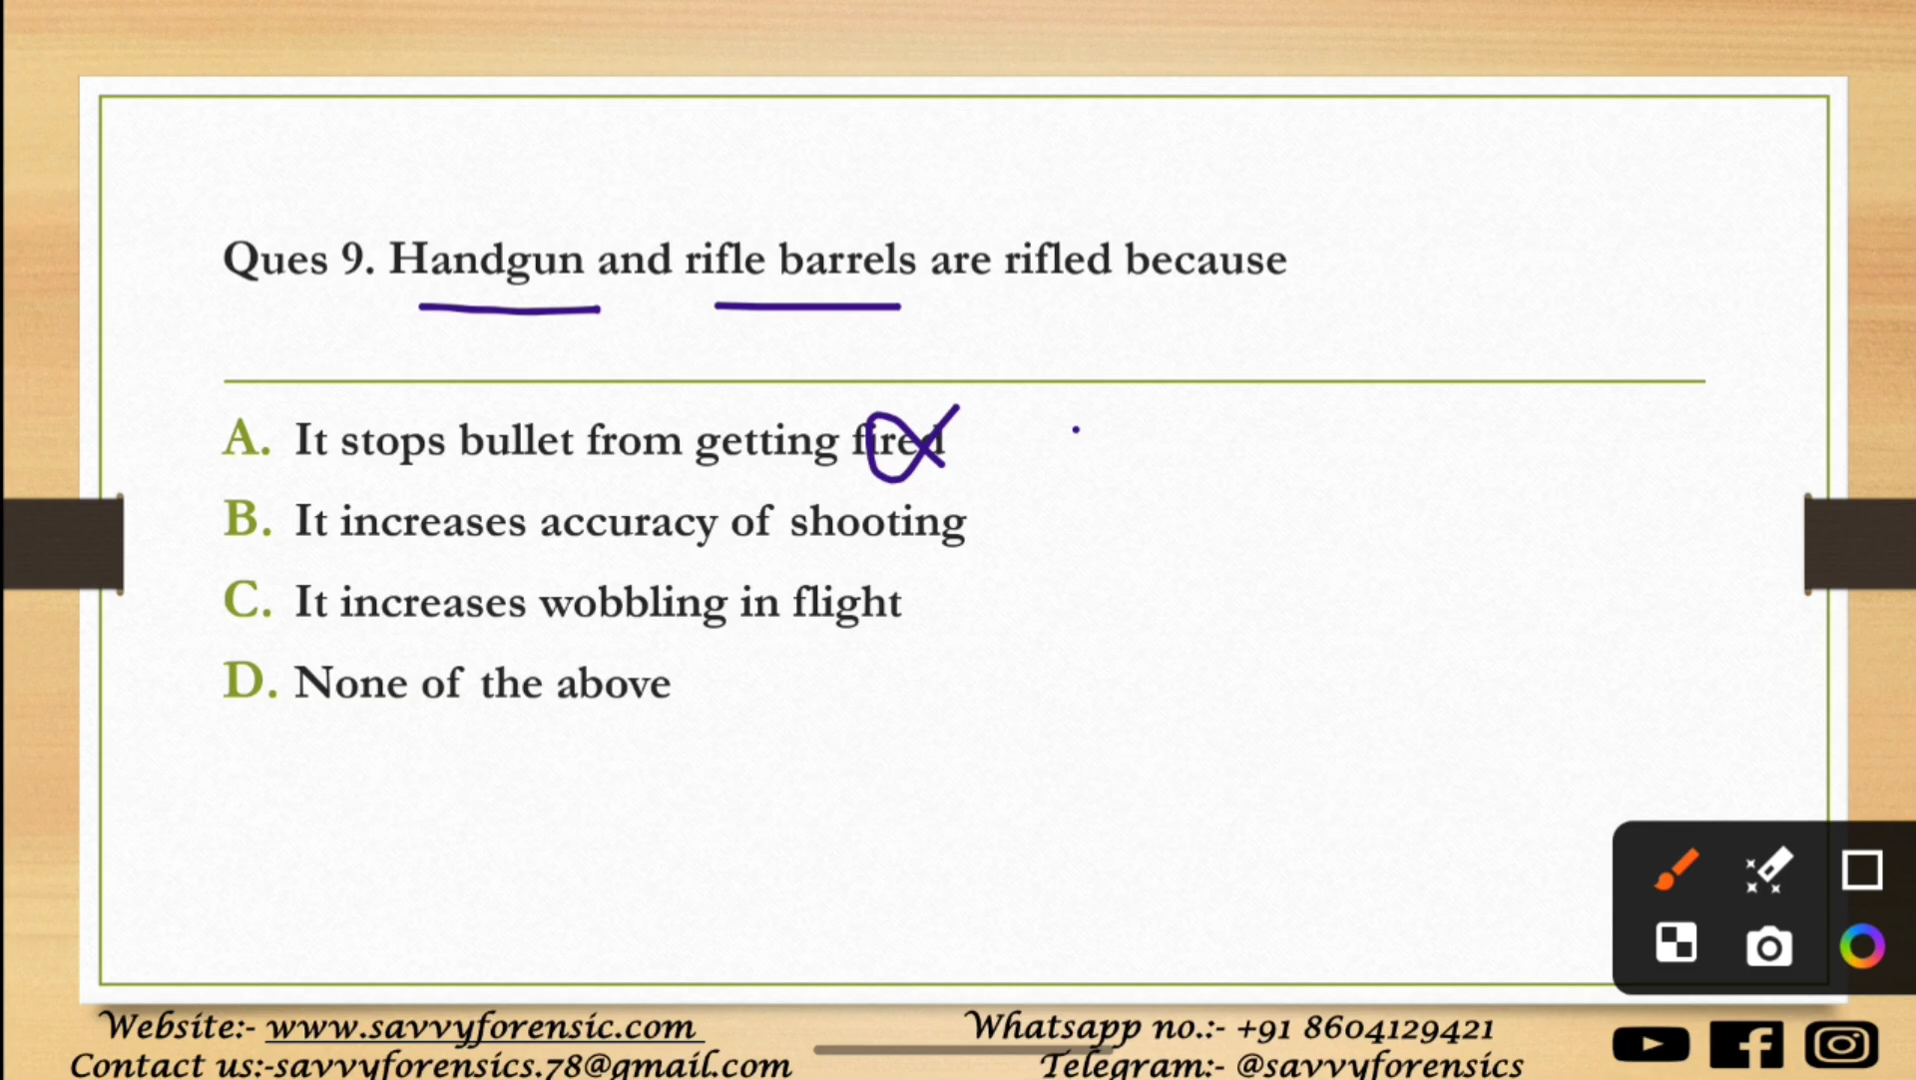 Ques 9. Handgun and rifle barrels are rifled because
A. It stops bullet from getting fired
B. It increases accuracy of shooting
C. It increases wobbling in flight
D. None of the above
Website:- www.savvyforensic.com
Whatsapp no.:- +91 8604129421
Contact us:-savvyforensics.78@gmail.com
Telegram:- @savvyforensics